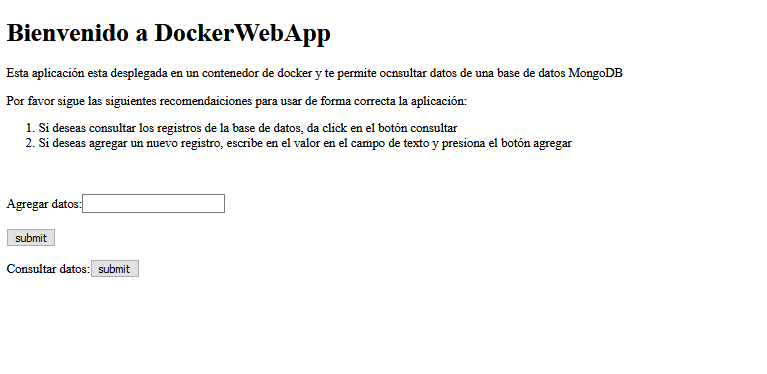 Bienvenido a DockerWebApp
Esta aplicación esta desplegada en un contenedor de docker y te permite ocnsultar datos de una base de datos MongoDB
Por favor sigue las siguientes recomendaiciones para usar de forma correcta la aplicación:
1. Si deseas consultar los registros de la base de datos, da click en el botón consultar
2. Si deseas agregar un nuevo registro, escribe en el valor en el campo de texto y presiona el botón agregar
Agregar datos:
submit
Consultar datos: submit